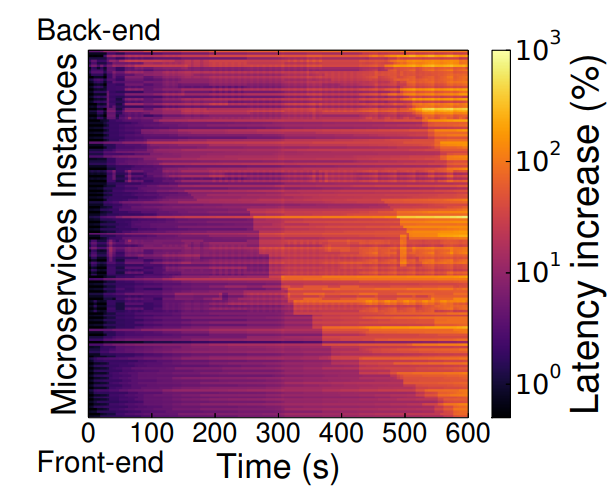 Back-end
Microservices Instances
0 100 200 300 400 500 600
Front-end
Time (s)
10³
10²
10¹
10⁰
Latency increase (%)